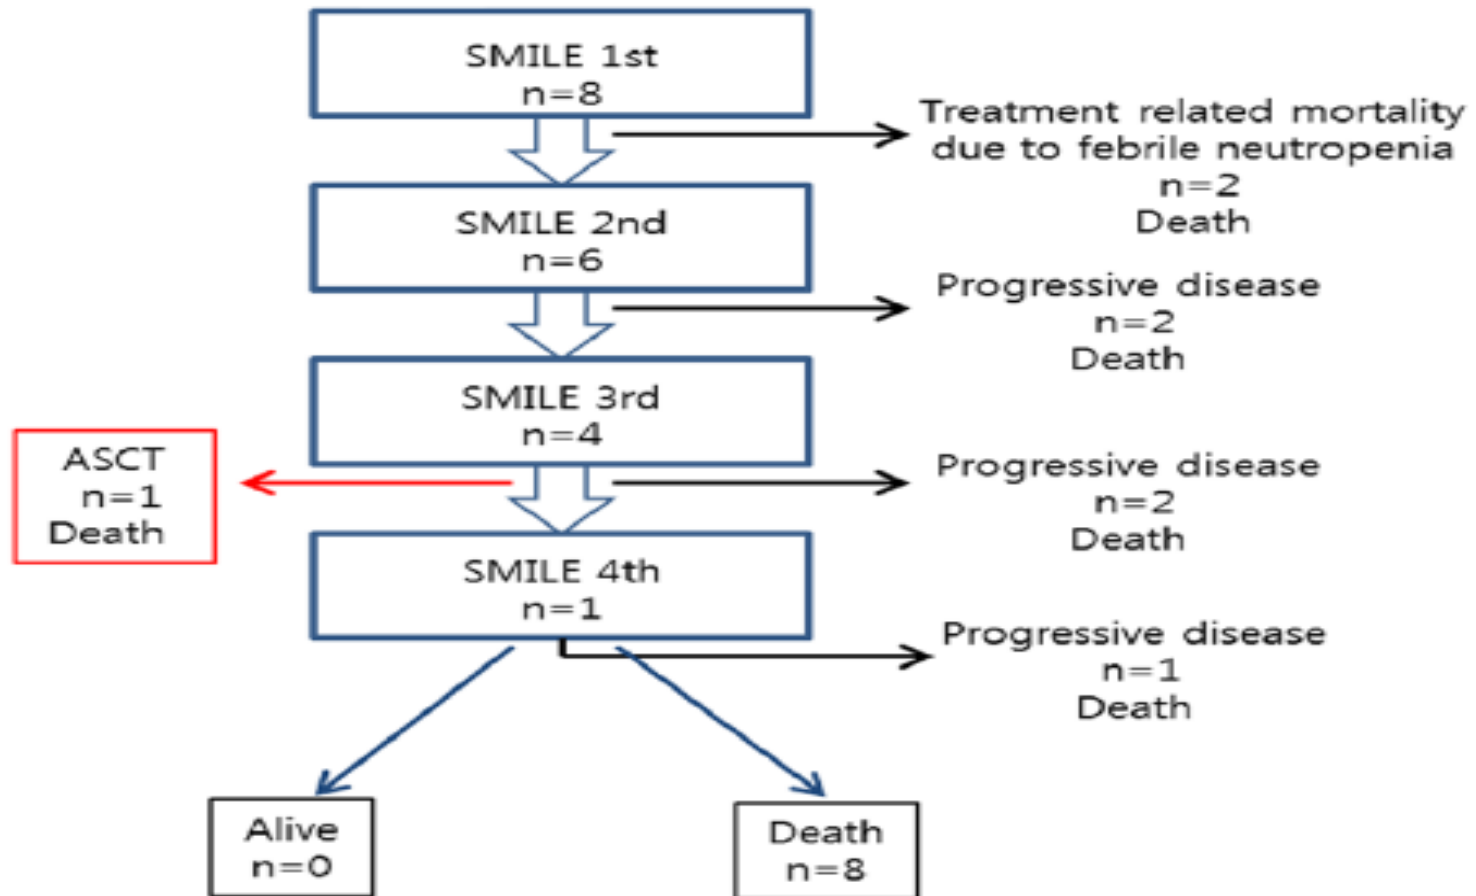 SMILE 1st
n=8
Treatment related mortality
due to febrile neutropenia
n=2
Death
SMILE 2nd
n=6
Progressive disease
n=2
Death
SMILE 3rd
n=4
ASCT
n=1
Death
Progressive disease
n=2
Death
SMILE 4th
n=1
Progressive disease
n=1
Death
Alive
n=0
Death
n=8